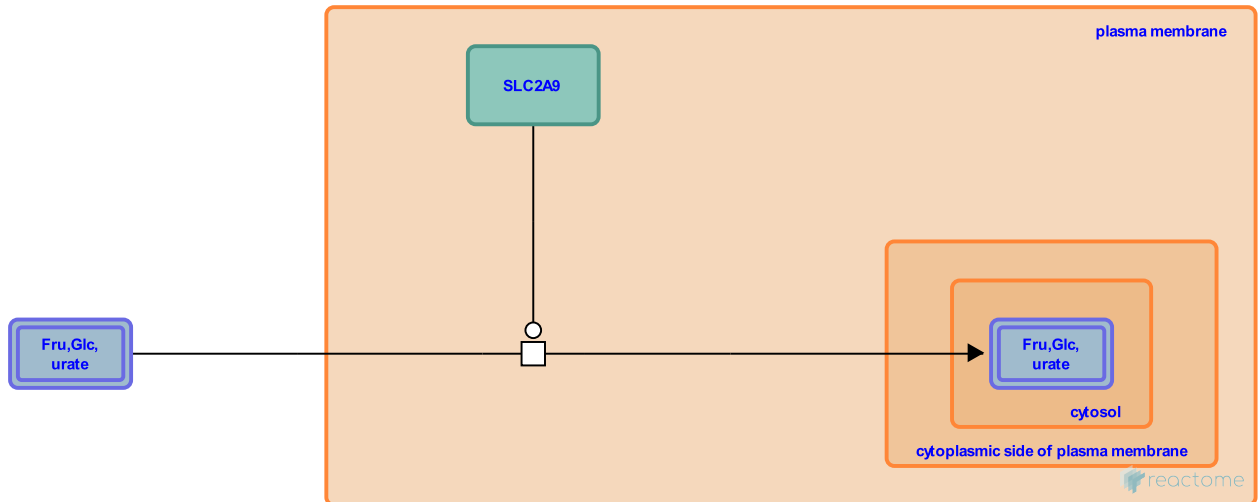 plasma membrane
SLC2A9
Fru,Glc,
urate
Fru,Glc,
urate
cytosol
cytoplasmic side of plasma membrane
reactome